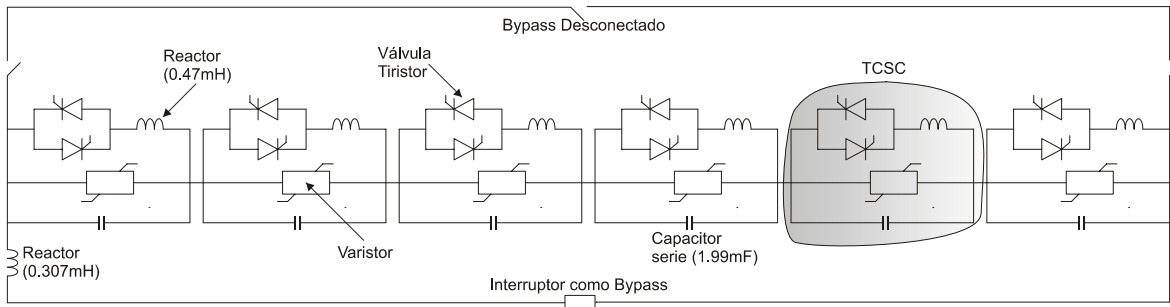 Bypass Desconectado
Reactor
(0.47mH)
Válvula
Tiristor
TCSC
Reactor
(0.307mH)
Varistor
Capacitor
serie (1.99mF)
Interruptor como Bypass